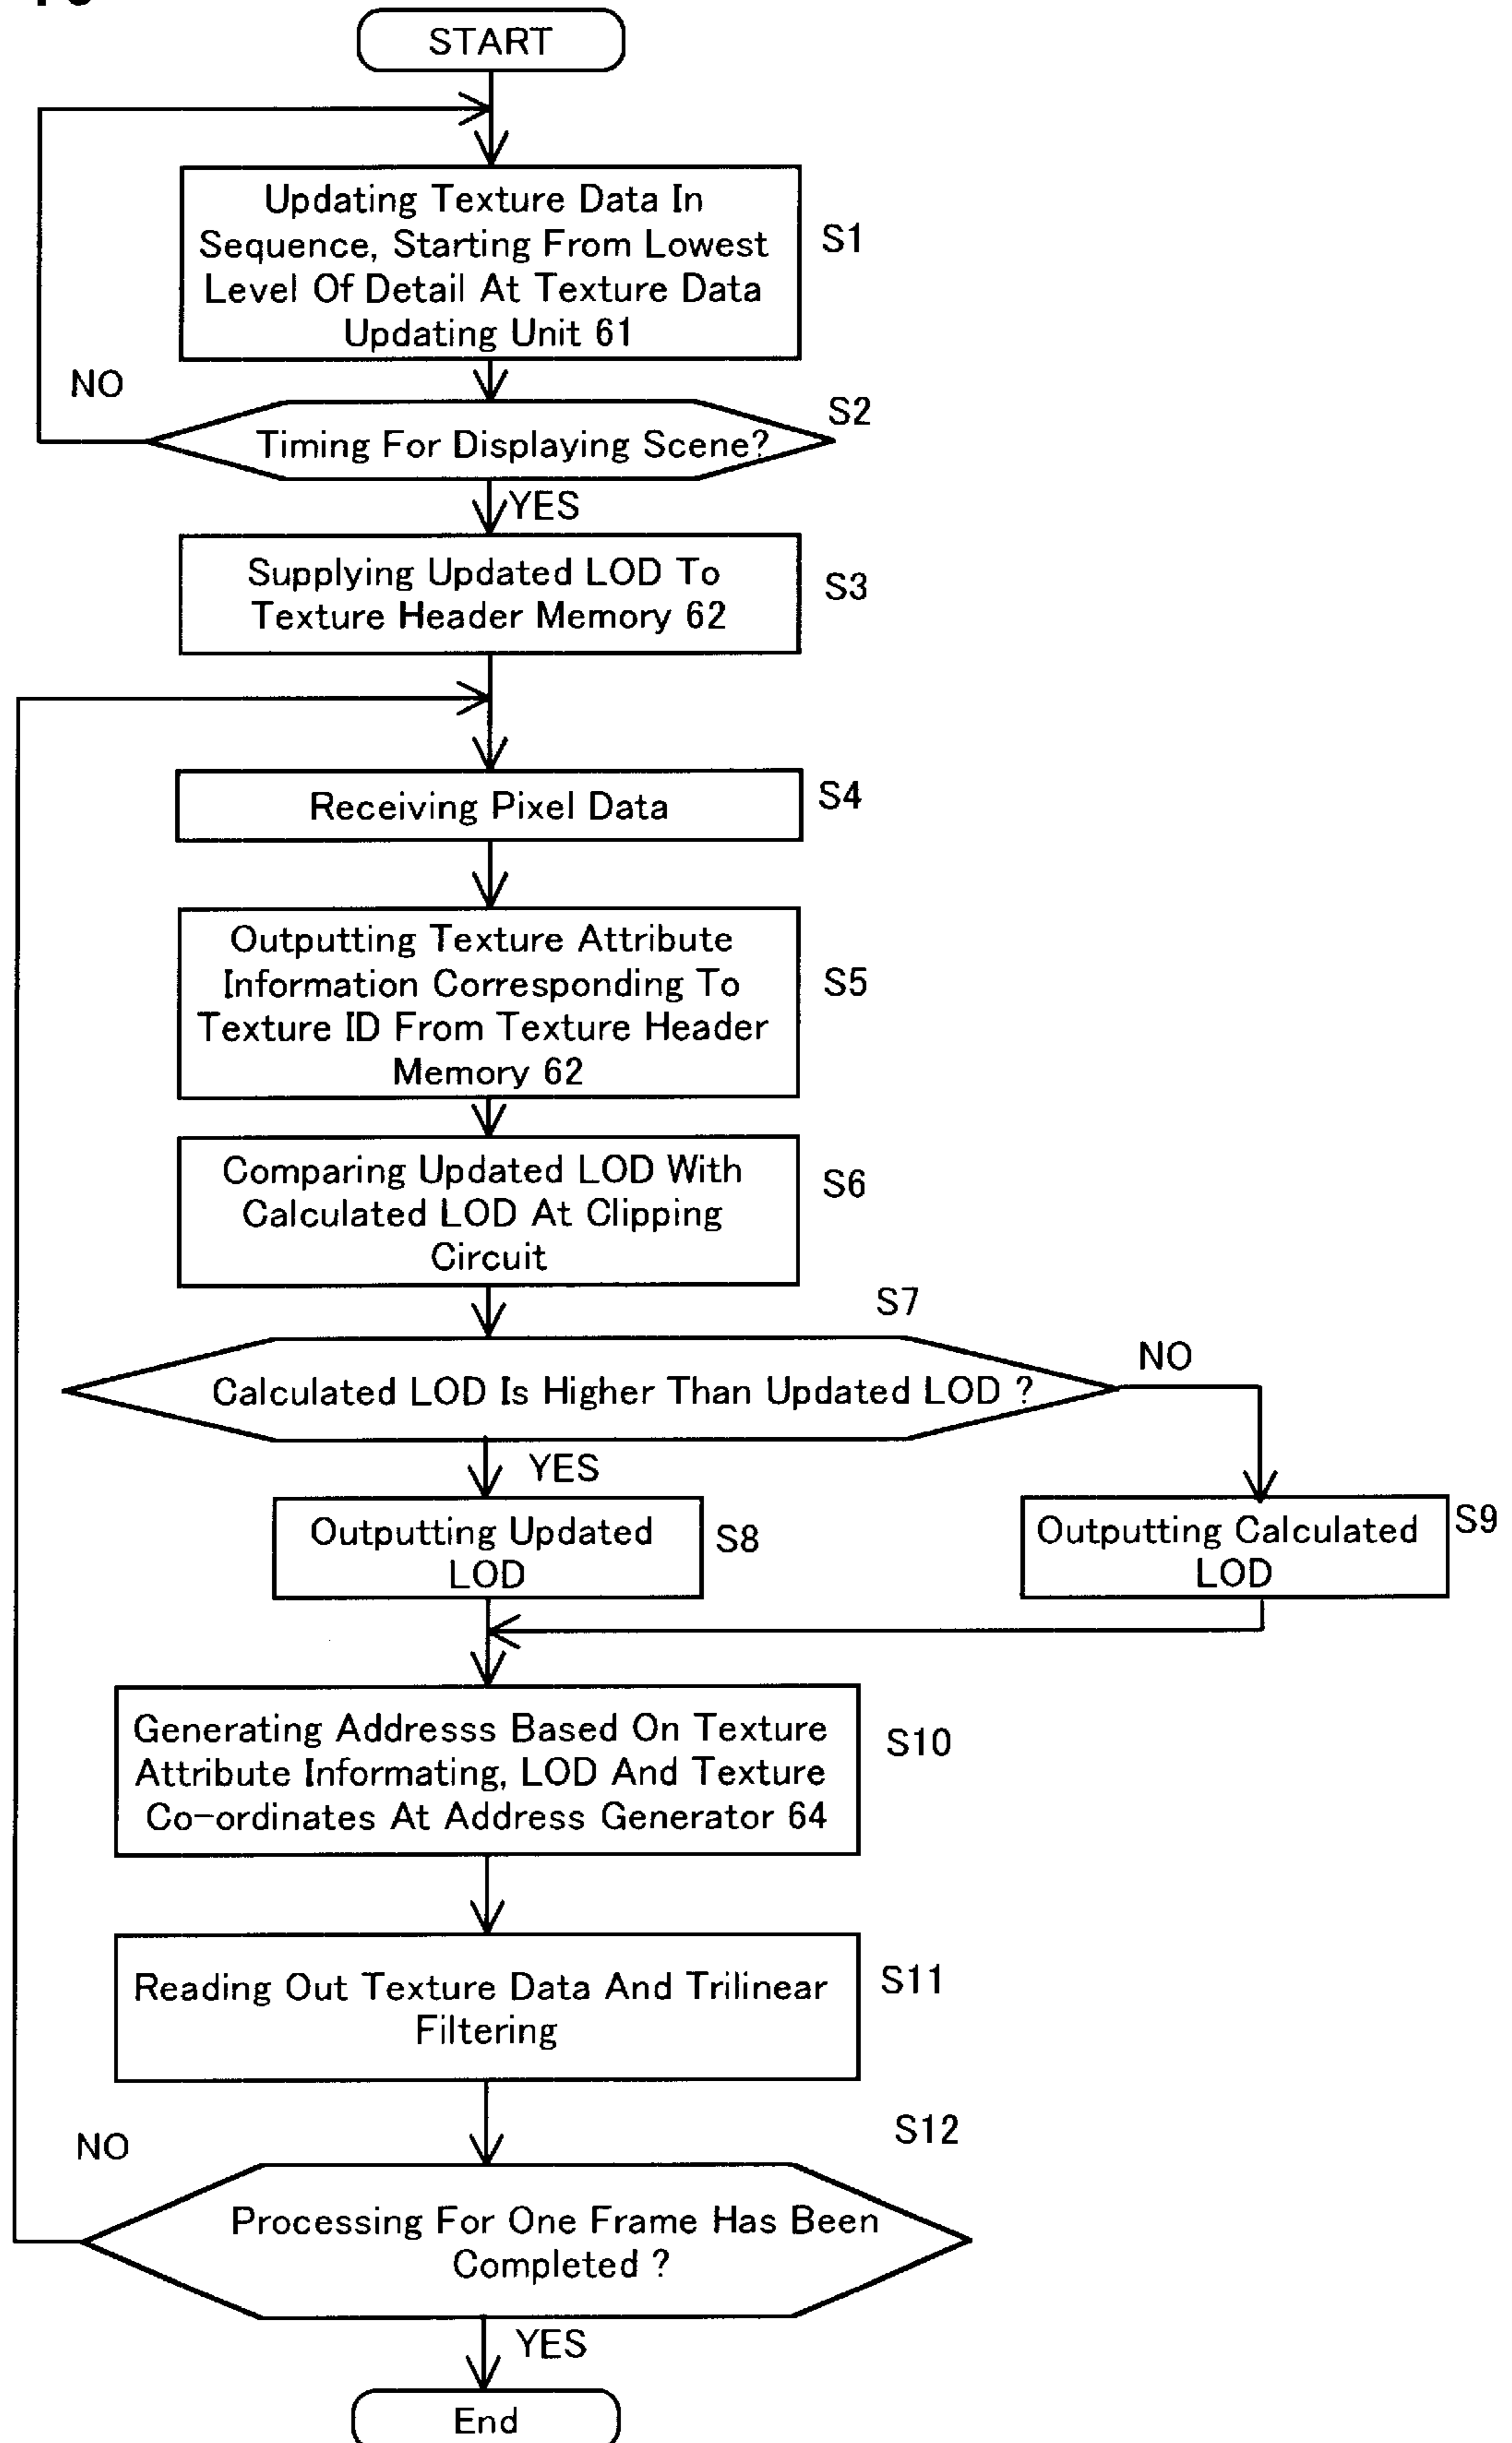 START
Updating Texture Data In
Sequence, Starting From Lowest
Level Of Detail At Texture Data
Updating Unit 61
S1
NO
S2
Timing For Displaying Scene?
YES
Supplying Updated LOD To
Texture Header Memory 62
S3
Receiving Pixel Data
S4
Outputting Texture Attribute
Information Corresponding To
Texture ID From Texture Header
Memory 62
S5
Comparing Updated LOD With
Calculated LOD At Clipping
Circuit
S6
S7
Calculated LOD Is Higher Than Updated LOD ?
NO
YES
Outputting Updated
LOD
S8
Outputting Calculated
LOD
S9
Generating Addresss Based On Texture
Attribute Informating, LOD And Texture
Co-ordinates At Address Generator 64
S10
Reading Out Texture Data And Trilinear
Filtering
S11
NO
S12
Processing For One Frame Has Been
Completed ?
YES
End